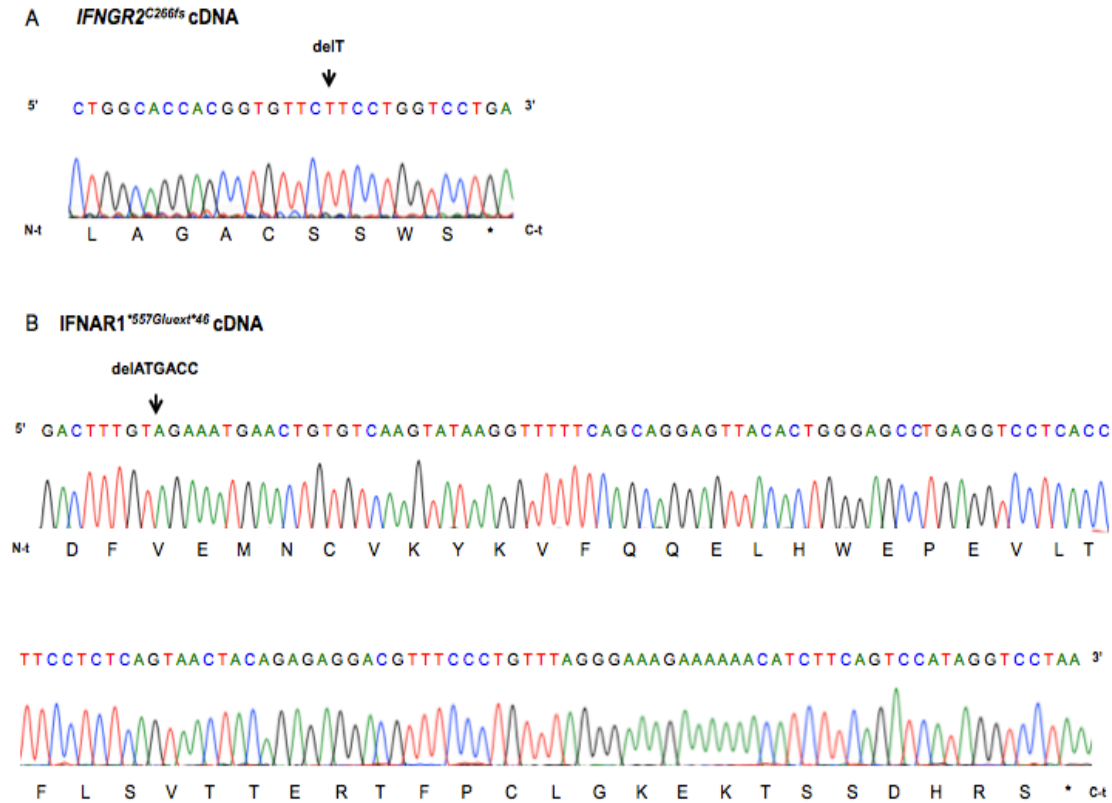 A IFNGR2C266fs cDNA
delT
5' CTGGCACCACGGTGTTCTTCCTGGTCCTGA 3'
N-t L A G A C S S W S * C-t
B IFNAR1*557Gluext*46 cDNA
delATGACC
5' GACTTTGTAGAAATGAACTGTGTCAAGTATAAGGTTTTTCAGCAGGAGTTACACTGGGAGCCTGAGGTCCTCACC
N-t D F V E M N C V K Y K V F Q Q E L H W E P E V L T
TTCCTCTCAGTAACTACAGAGAGGACGTTTCCCTGTTTAGGGAAAGAAAAAACATCTTCAGTCCATAGGTCCTAA 3'
F L S V T T E R T F P C L G K E K T S S D H R S * C-t